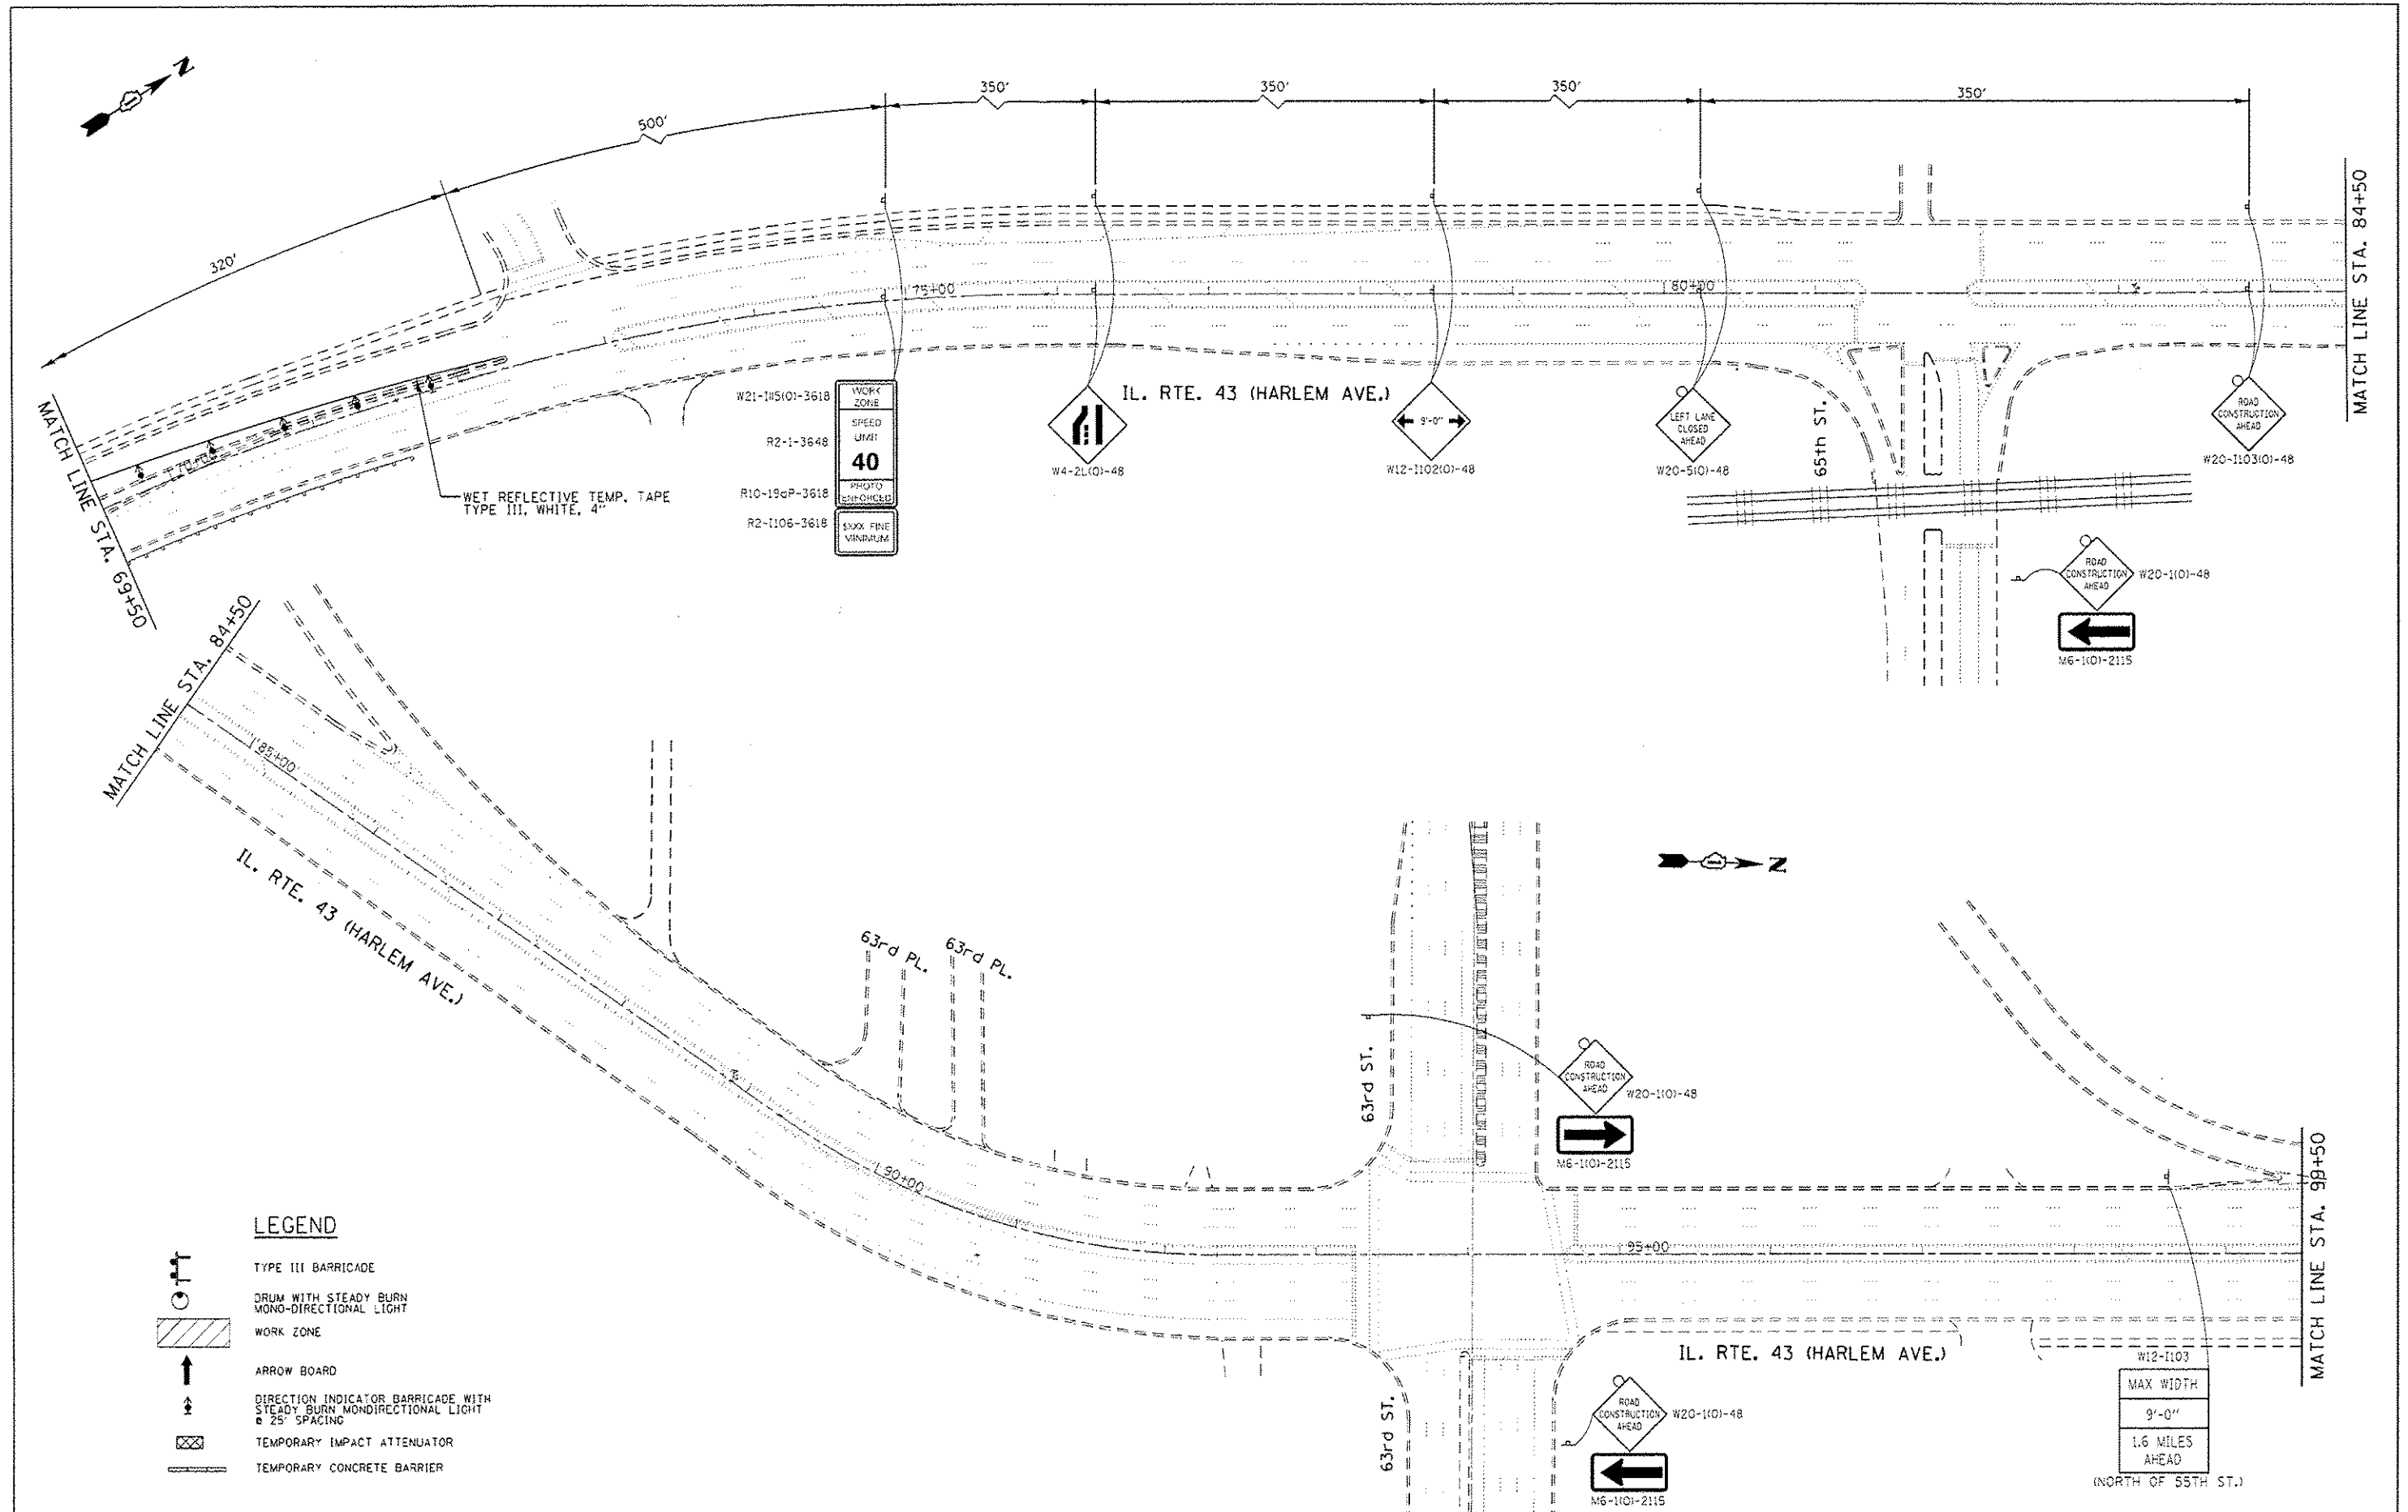 N
320'
500'
350'
350'
350'
350'
MATCH LINE STA. 69+50
MATCH LINE STA. 84+50
70+00
75+00
80+00
WET REFLECTIVE TEMP. TAPE
TYPE III, WHITE, 4"
R2-1-3648
R10-19aP-3618
R2-I106-3618
WORK
ZONE
SPEED
LIMIT
40
PHOTO
ENFORCED
$XXX FINE
MINIMUM
W4-2L(O)-48
IL. RTE. 43 (HARLEM AVE.)
9'-0"
W12-I102(O)-48
LEFT LANE
CLOSED
AHEAD
W20-5(O)-48
65th ST.
ROAD
CONSTRUCTION
AHEAD
W20-I103(O)-48
ROAD
CONSTRUCTION
AHEAD
W20-1(O)-48
M6-1(O)-2115
MATCH LINE STA. 84+50
85+00
IL. RTE. 43 (HARLEM AVE.)
63rd PL.
63rd PL.
90+00
63rd ST.
N
ROAD
CONSTRUCTION
AHEAD
W20-1(O)-48
M6-1(O)-2115
95+00
MATCH LINE STA. 99+50
IL. RTE. 43 (HARLEM AVE.)
63rd ST.
ROAD
CONSTRUCTION
AHEAD
W20-1(O)-48
M6-1(O)-2115
W12-I103
MAX WIDTH
9'-0"
1.6 MILES
AHEAD
(NORTH OF 55TH ST.)
LEGEND
TYPE III BARRICADE
DRUM WITH STEADY BURN
MONO-DIRECTIONAL LIGHT
WORK ZONE
ARROW BOARD
DIRECTION INDICATOR BARRICADE WITH
STEADY BURN MONDIRECTIONAL LIGHT
@ 25' SPACING
TEMPORARY IMPACT ATTENUATOR
TEMPORARY CONCRETE BARRIER